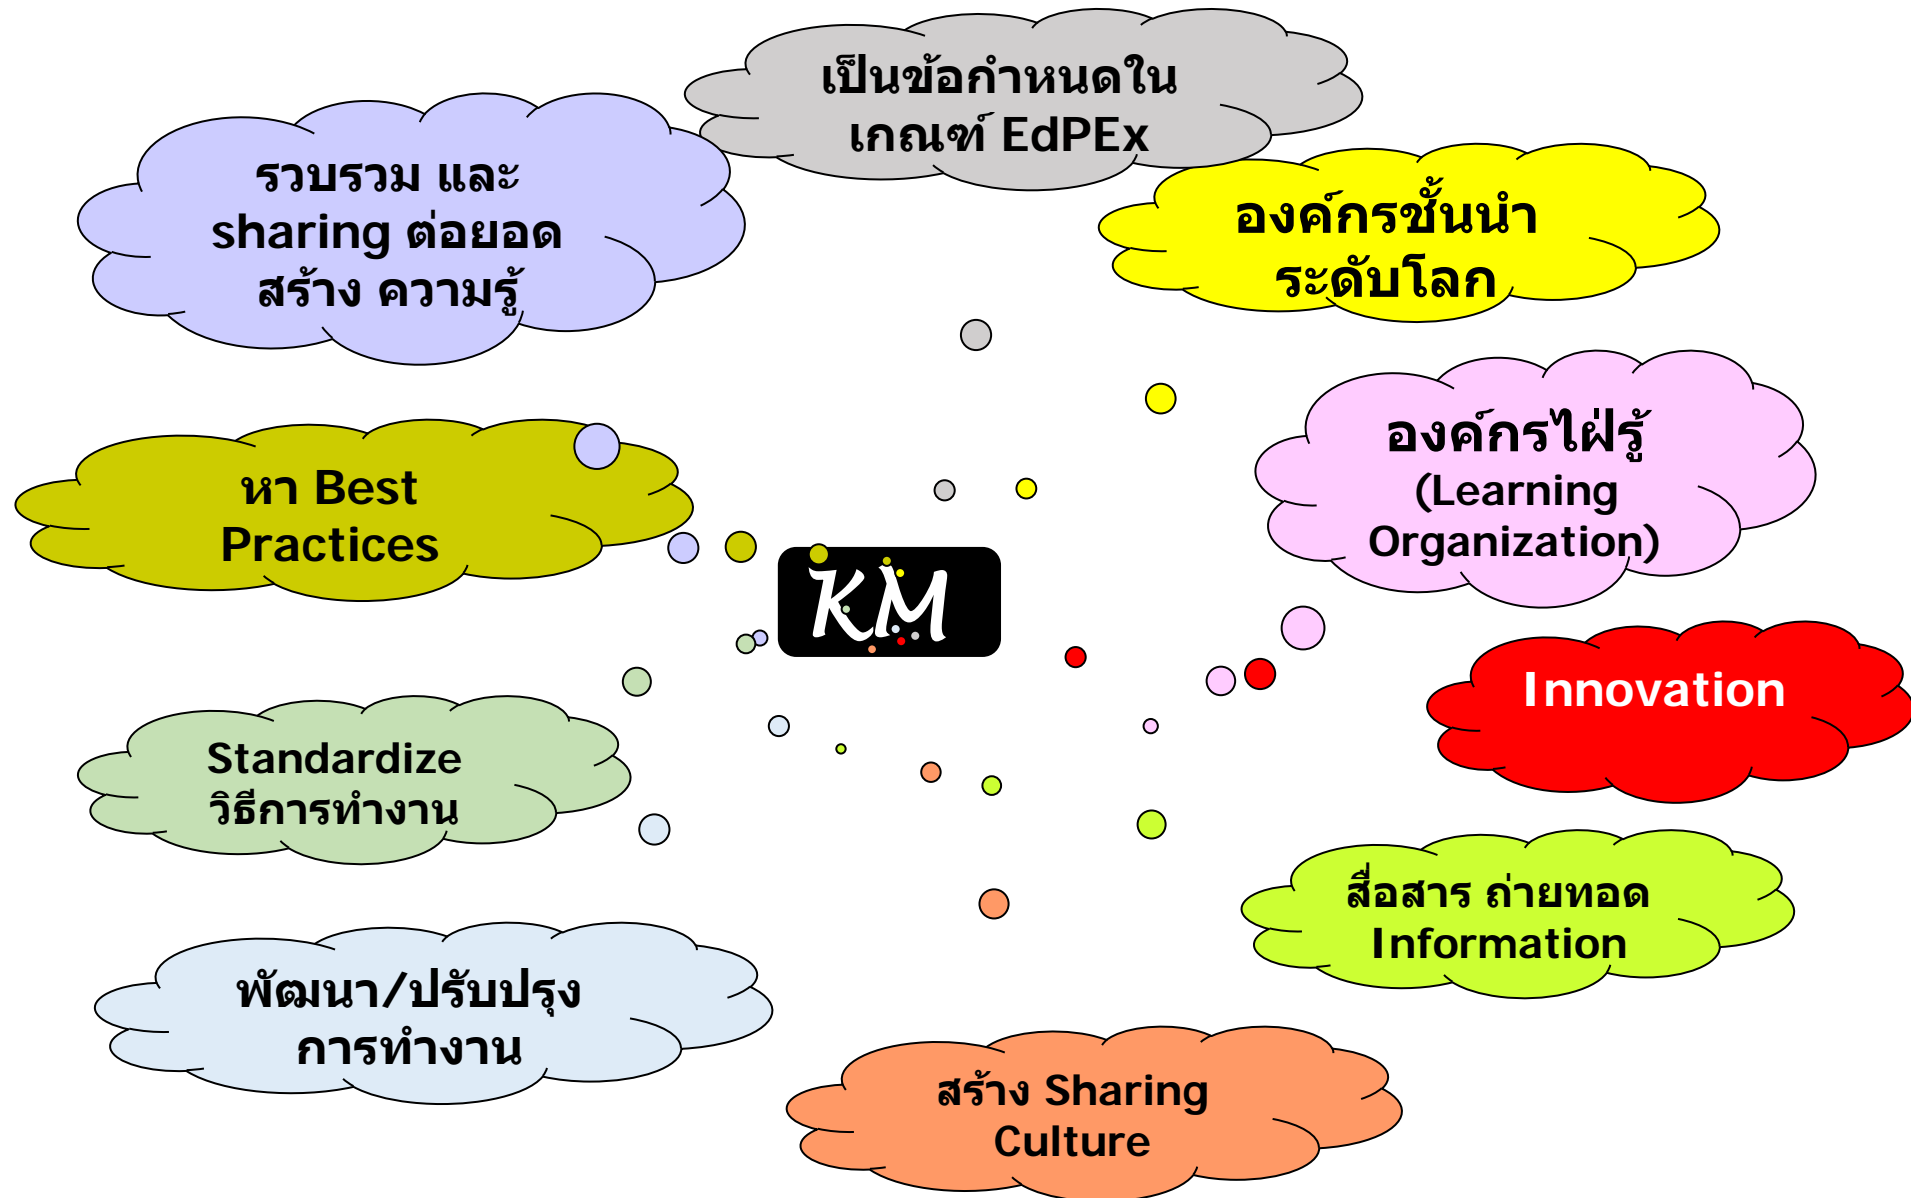 เป็นข้อกำหนดใน
เกณฑ์ EdPEx
รวบรวม และ
sharing ต่อยอด
สร้าง ความรู้
องค์กรชั้นนำ
ระดับโลก
องค์กรไฝ่รู้
(Learning
Organization)
หา Best
Practices
KM
Innovation
Standardize
วิธีการทำงาน
สื่อสาร ถ่ายทอด
Information
พัฒนา/ปรับปรุง
การทำงาน
สร้าง Sharing
Culture